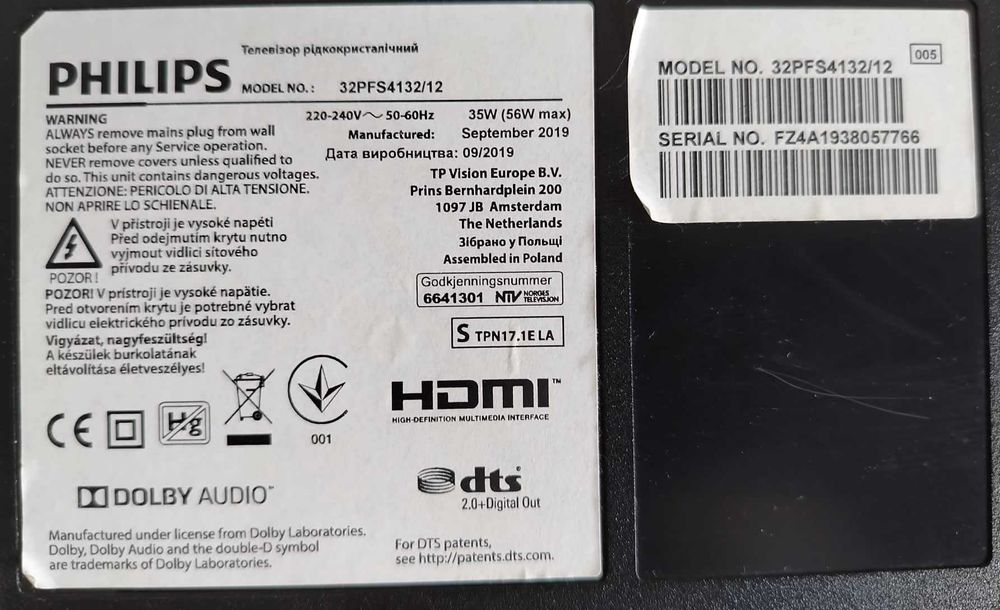 Телевізор рідкокристалічний
PHILIPS MODEL NO.: 32PFS4132/12
WARNING
ALWAYS remove mains plug from wall
socket before any Service operation.
NEVER remove covers unless qualified to
do so. This unit contains dangerous voltages.
ATTENZIONE: PERICOLO DI ALTA TENSIONE.
NON APRIRE LO SCHIENALE.
V přístroji je vysoké napětí
Před odejmutím krytu nutno
vyjmout vidlici síťového
přívodu ze zásuvky.
POZOR!
POZOR! V prístroji je vysoké napätie.
Pred otvorením krytu je potrebné vybrat
vidlicu elektrického prívodu zo zásuvky.
Vigyázat, nagyfeszültség!
A készülek burkolatának
eltávolítása életveszélyes!
220-240V～ 50-60Hz 35W (56W max)
Manufactured: September 2019
Дата виробництва: 09/2019
TP Vision Europe B.V.
Prins Bernhardplein 200
1097 JB Amsterdam
The Netherlands
Зібрано у Польщі
Assembled in Poland
Godkjenningsnummer
6641301 NTV NORGES
TELEVISJON
S TPN17.1E LA
CE
Hg
001
HDMI™
HIGH-DEFINITION MULTIMEDIA INTERFACE
DOLBY AUDIO™
dts®
2.0+Digital Out
Manufactured under license from Dolby Laboratories.
Dolby, Dolby Audio and the double-D symbol
are trademarks of Dolby Laboratories.
For DTS patents,
see http://patents.dts.com.
005
MODEL NO. 32PFS4132/12
SERIAL NO. FZ4A1938057766